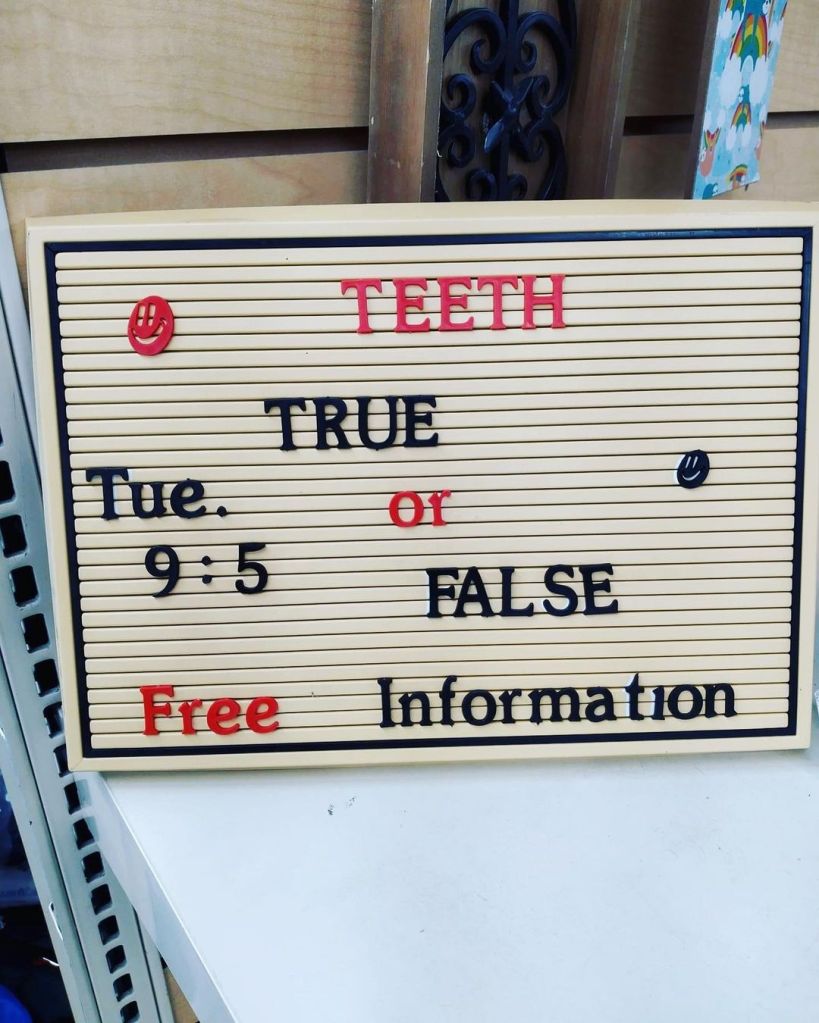 TEETH
TRUE
Tue. or
9:5
FALSE
Free Information